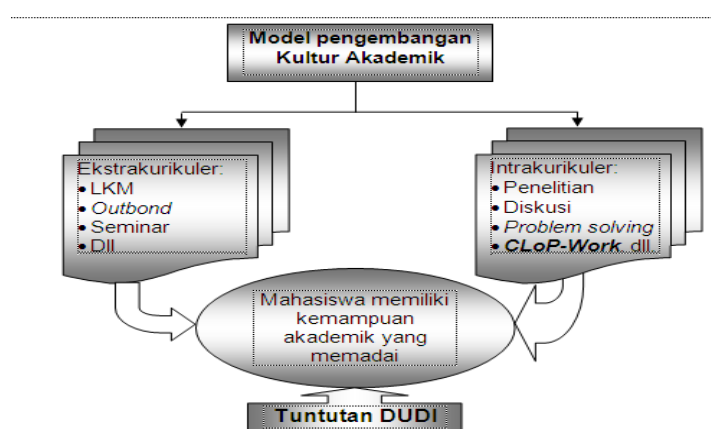 Model pengembangan
Kultur Akademik
Ekstrakurikuler:
• LKM
• Outbond
• Seminar
• Dll
Intrakurikuler:
• Penelitian
• Diskusi
• Problem solving
• CLoP-Work dll.
Mahasiswa memiliki
kemampuan
akademik yang
memadai
Tuntutan DUDI